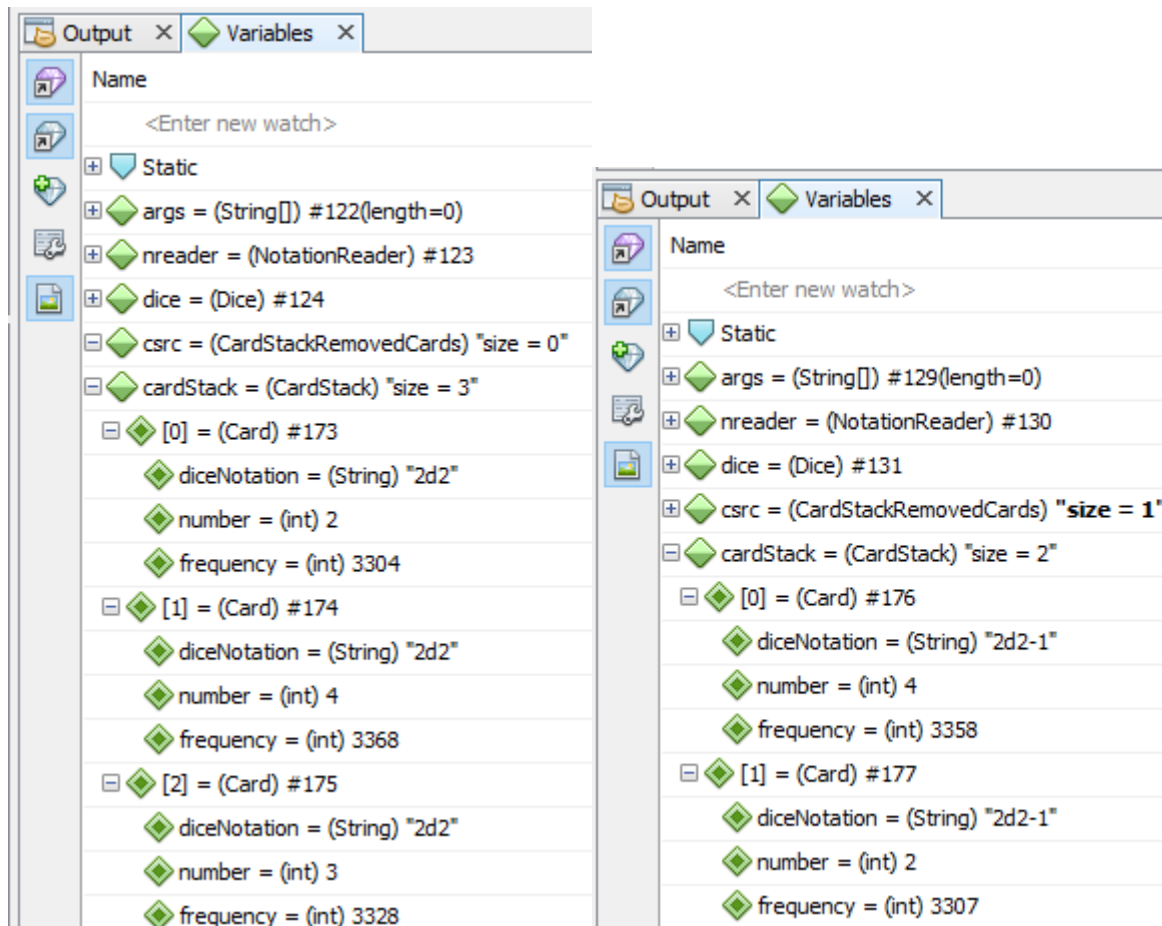 Output
Variables
Name
<Enter new watch>
Static
args = (String[]) #122(length=0)
nreader = (NotationReader) #123
dice = (Dice) #124
csrc = (CardStackRemovedCards) "size = 0"
cardStack = (CardStack) "size = 3"
[0] = (Card) #173
diceNotation = (String) "2d2"
number = (int) 2
frequency = (int) 3304
[1] = (Card) #174
diceNotation = (String) "2d2"
number = (int) 4
frequency = (int) 3368
[2] = (Card) #175
diceNotation = (String) "2d2"
number = (int) 3
frequency = (int) 3328
Output
Variables
Name
<Enter new watch>
Static
args = (String[]) #129(length=0)
nreader = (NotationReader) #130
dice = (Dice) #131
csrc = (CardStackRemovedCards) "size = 1"
cardStack = (CardStack) "size = 2"
[0] = (Card) #176
diceNotation = (String) "2d2-1"
number = (int) 4
frequency = (int) 3358
[1] = (Card) #177
diceNotation = (String) "2d2-1"
number = (int) 2
frequency = (int) 3307